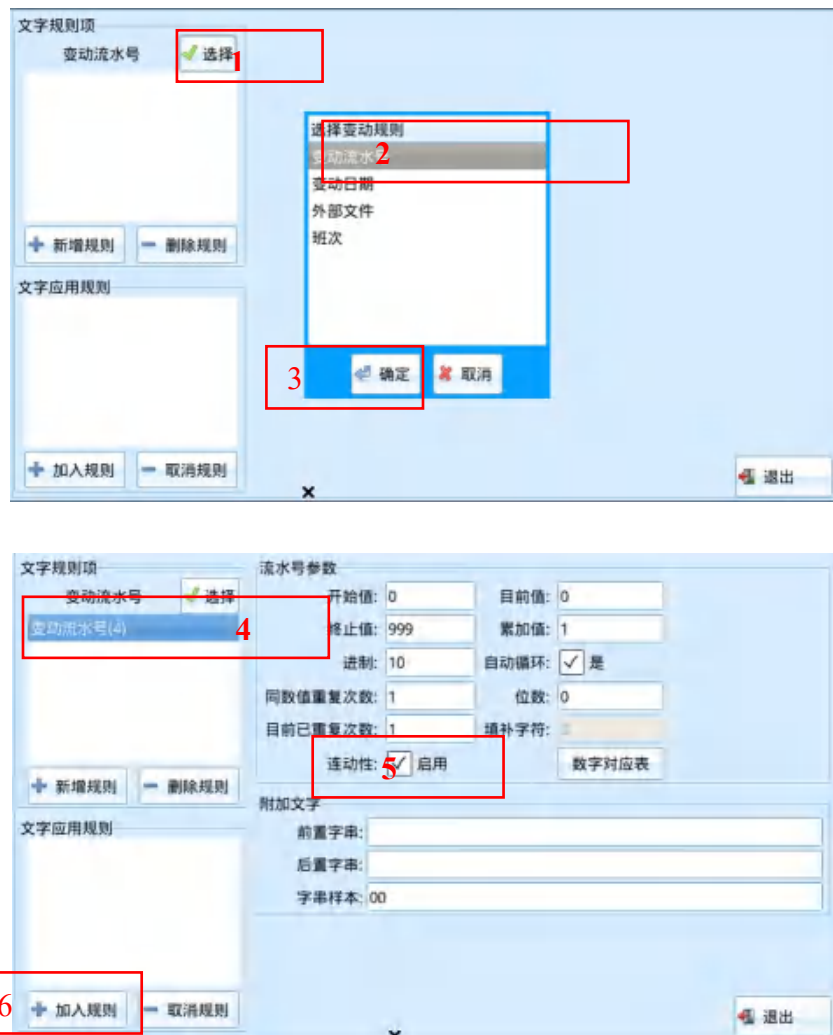 文字规则项
变动流水号 选择 1
选择变动规则
变动流水号 2
变动日期
外部文件
班次
新增规则 删除规则
文字应用规则
3 确定 取消
加入规则 取消规则
退出
文字规则项 流水号参数
变动流水号 选择 开始值: 0 目前值: 0
变动流水号(4) 4 终止值: 999 累加值: 1
进制: 10 自动循环: 是
同数值重复次数: 1 位数: 0
目前已重复次数: 1 填补字符:
连动性: 5 启用 数字对应表
新增规则 删除规则
附加文字
文字应用规则 前置字串:
后置字串:
字串样本: 00
6 加入规则 取消规则
退出